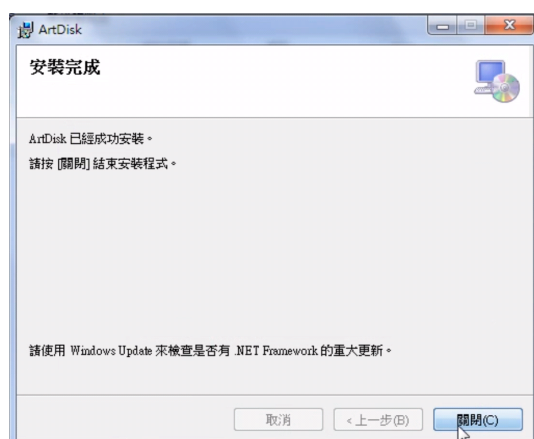 ArtDisk
安裝完成
ArtDisk 已經成功安裝。
請按 [關閉] 結束安裝程式。
請使用 Windows Update 來檢查是否有 .NET Framework 的重大更新。
取消
<上一步(B)
關閉(C)